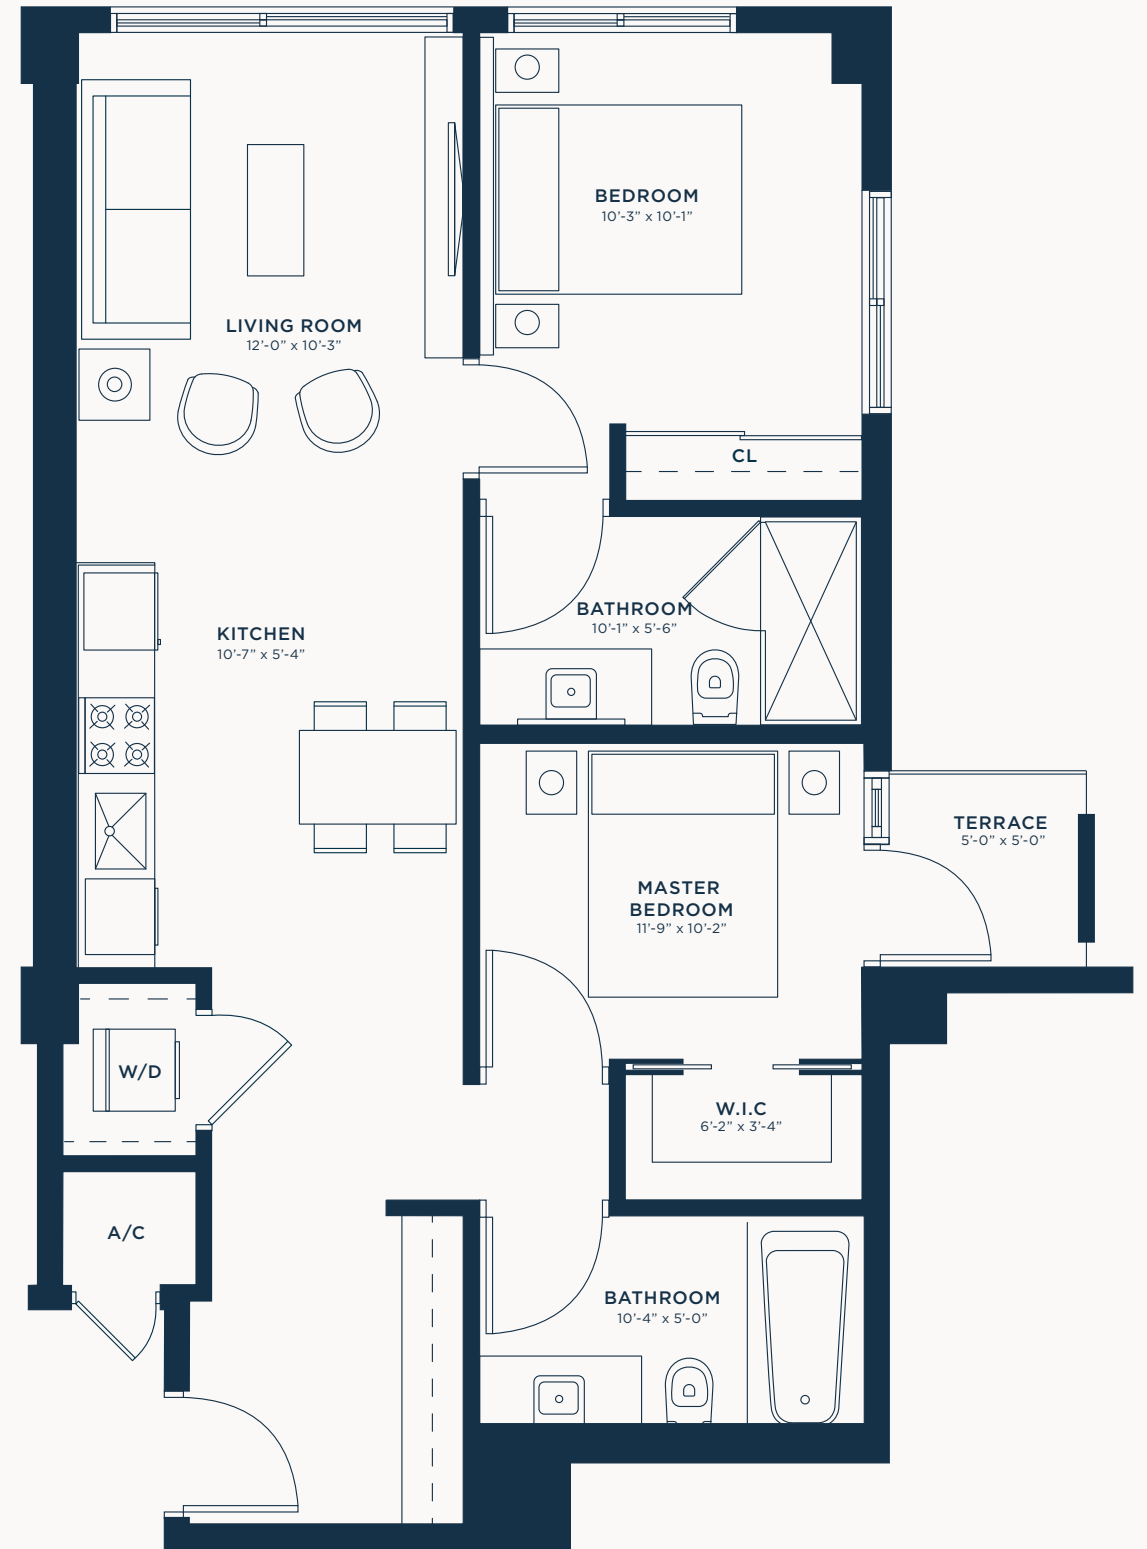 BEDROOM
10'-3” x 10'-1”
LIVING ROOM
12'-0” x 10'-3”
CL
BATHROOM
10'-1” x 5'-6”
KITCHEN
10'-7” x 5'-4”
TERRACE
5'-0” x 5'-0”
MASTER
BEDROOM
11'-9” x 10'-2”
W/D
W.I.C
6'-2” x 3'-4”
A/C
BATHROOM
10'-4” x 5'-0”